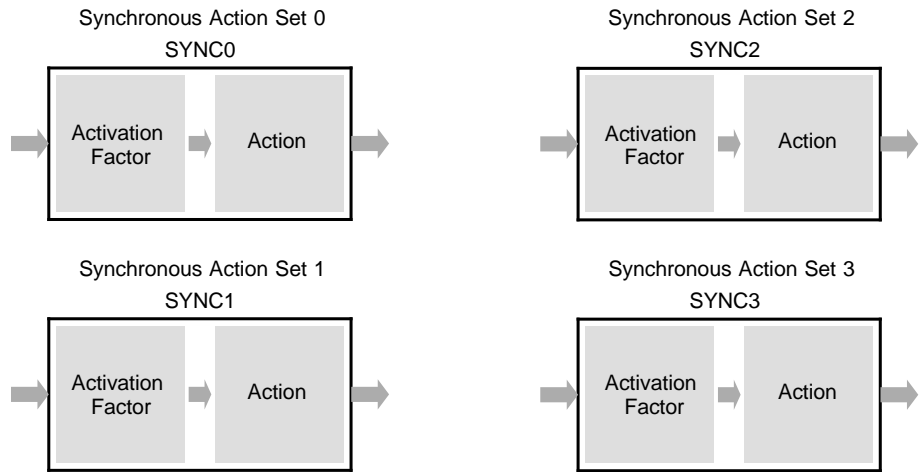 Synchronous Action Set 0
SYNC0
Activation
Factor
Action
Synchronous Action Set 2
SYNC2
Activation
Factor
Action
Synchronous Action Set 1
SYNC1
Activation
Factor
Action
Synchronous Action Set 3
SYNC3
Activation
Factor
Action